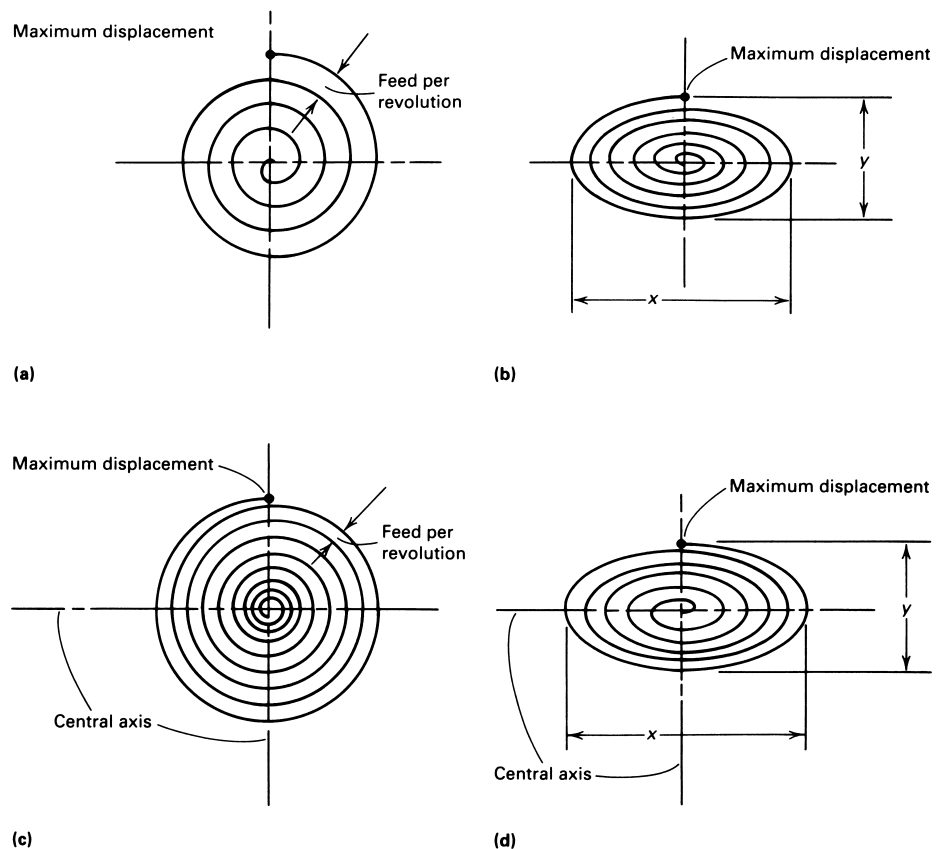 Maximum displacement
Feed per
revolution
(a)
Maximum displacement
y
x
(b)
Maximum displacement
Feed per
revolution
Central axis
(c)
Maximum displacement
y
x
Central axis
(d)